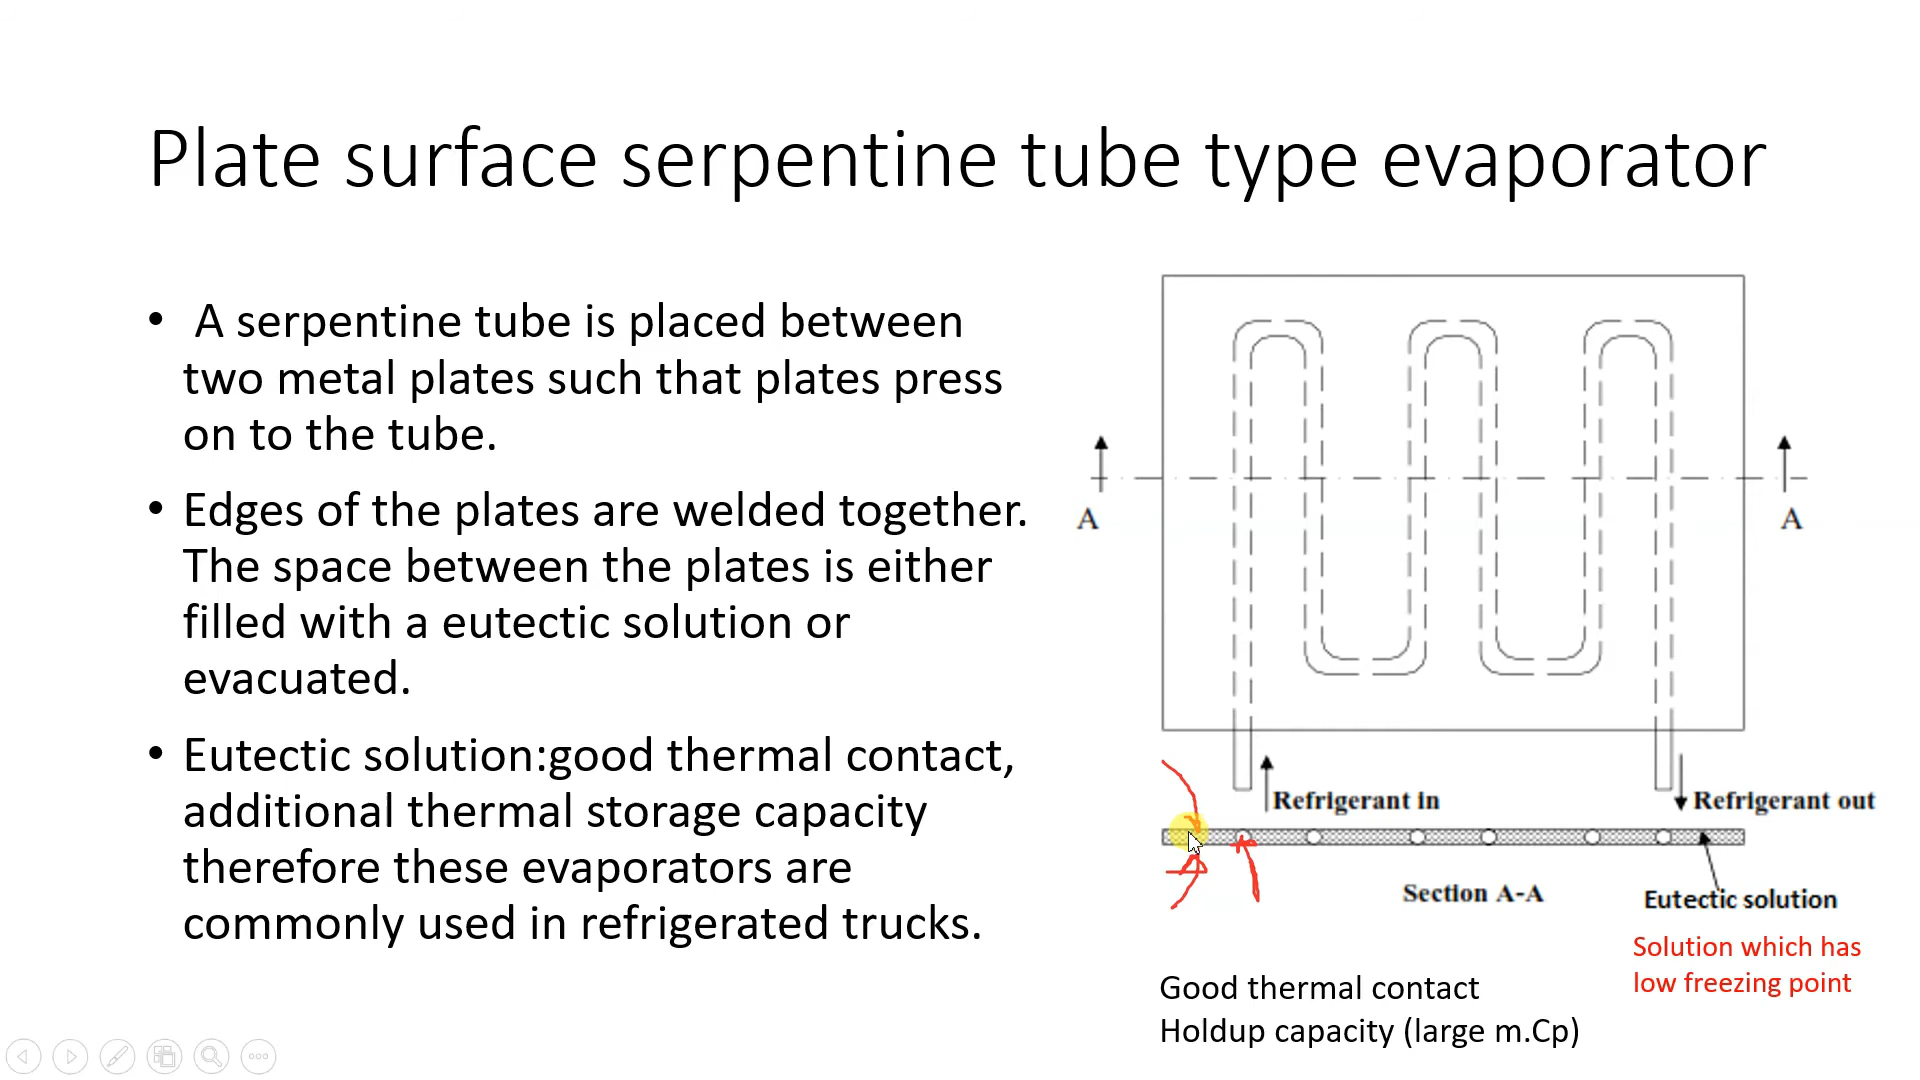 Plate surface serpentine tube type evaporator
• A serpentine tube is placed between
two metal plates such that plates press
on to the tube.
• Edges of the plates are welded together.
The space between the plates is either
filled with a eutectic solution or
evacuated.
• Eutectic solution:good thermal contact,
additional thermal storage capacity
therefore these evaporators are
commonly used in refrigerated trucks.
A
A
Refrigerant in
Refrigerant out
Section A-A
Eutectic solution
Solution which has
low freezing point
Good thermal contact
Holdup capacity (large m.Cp)